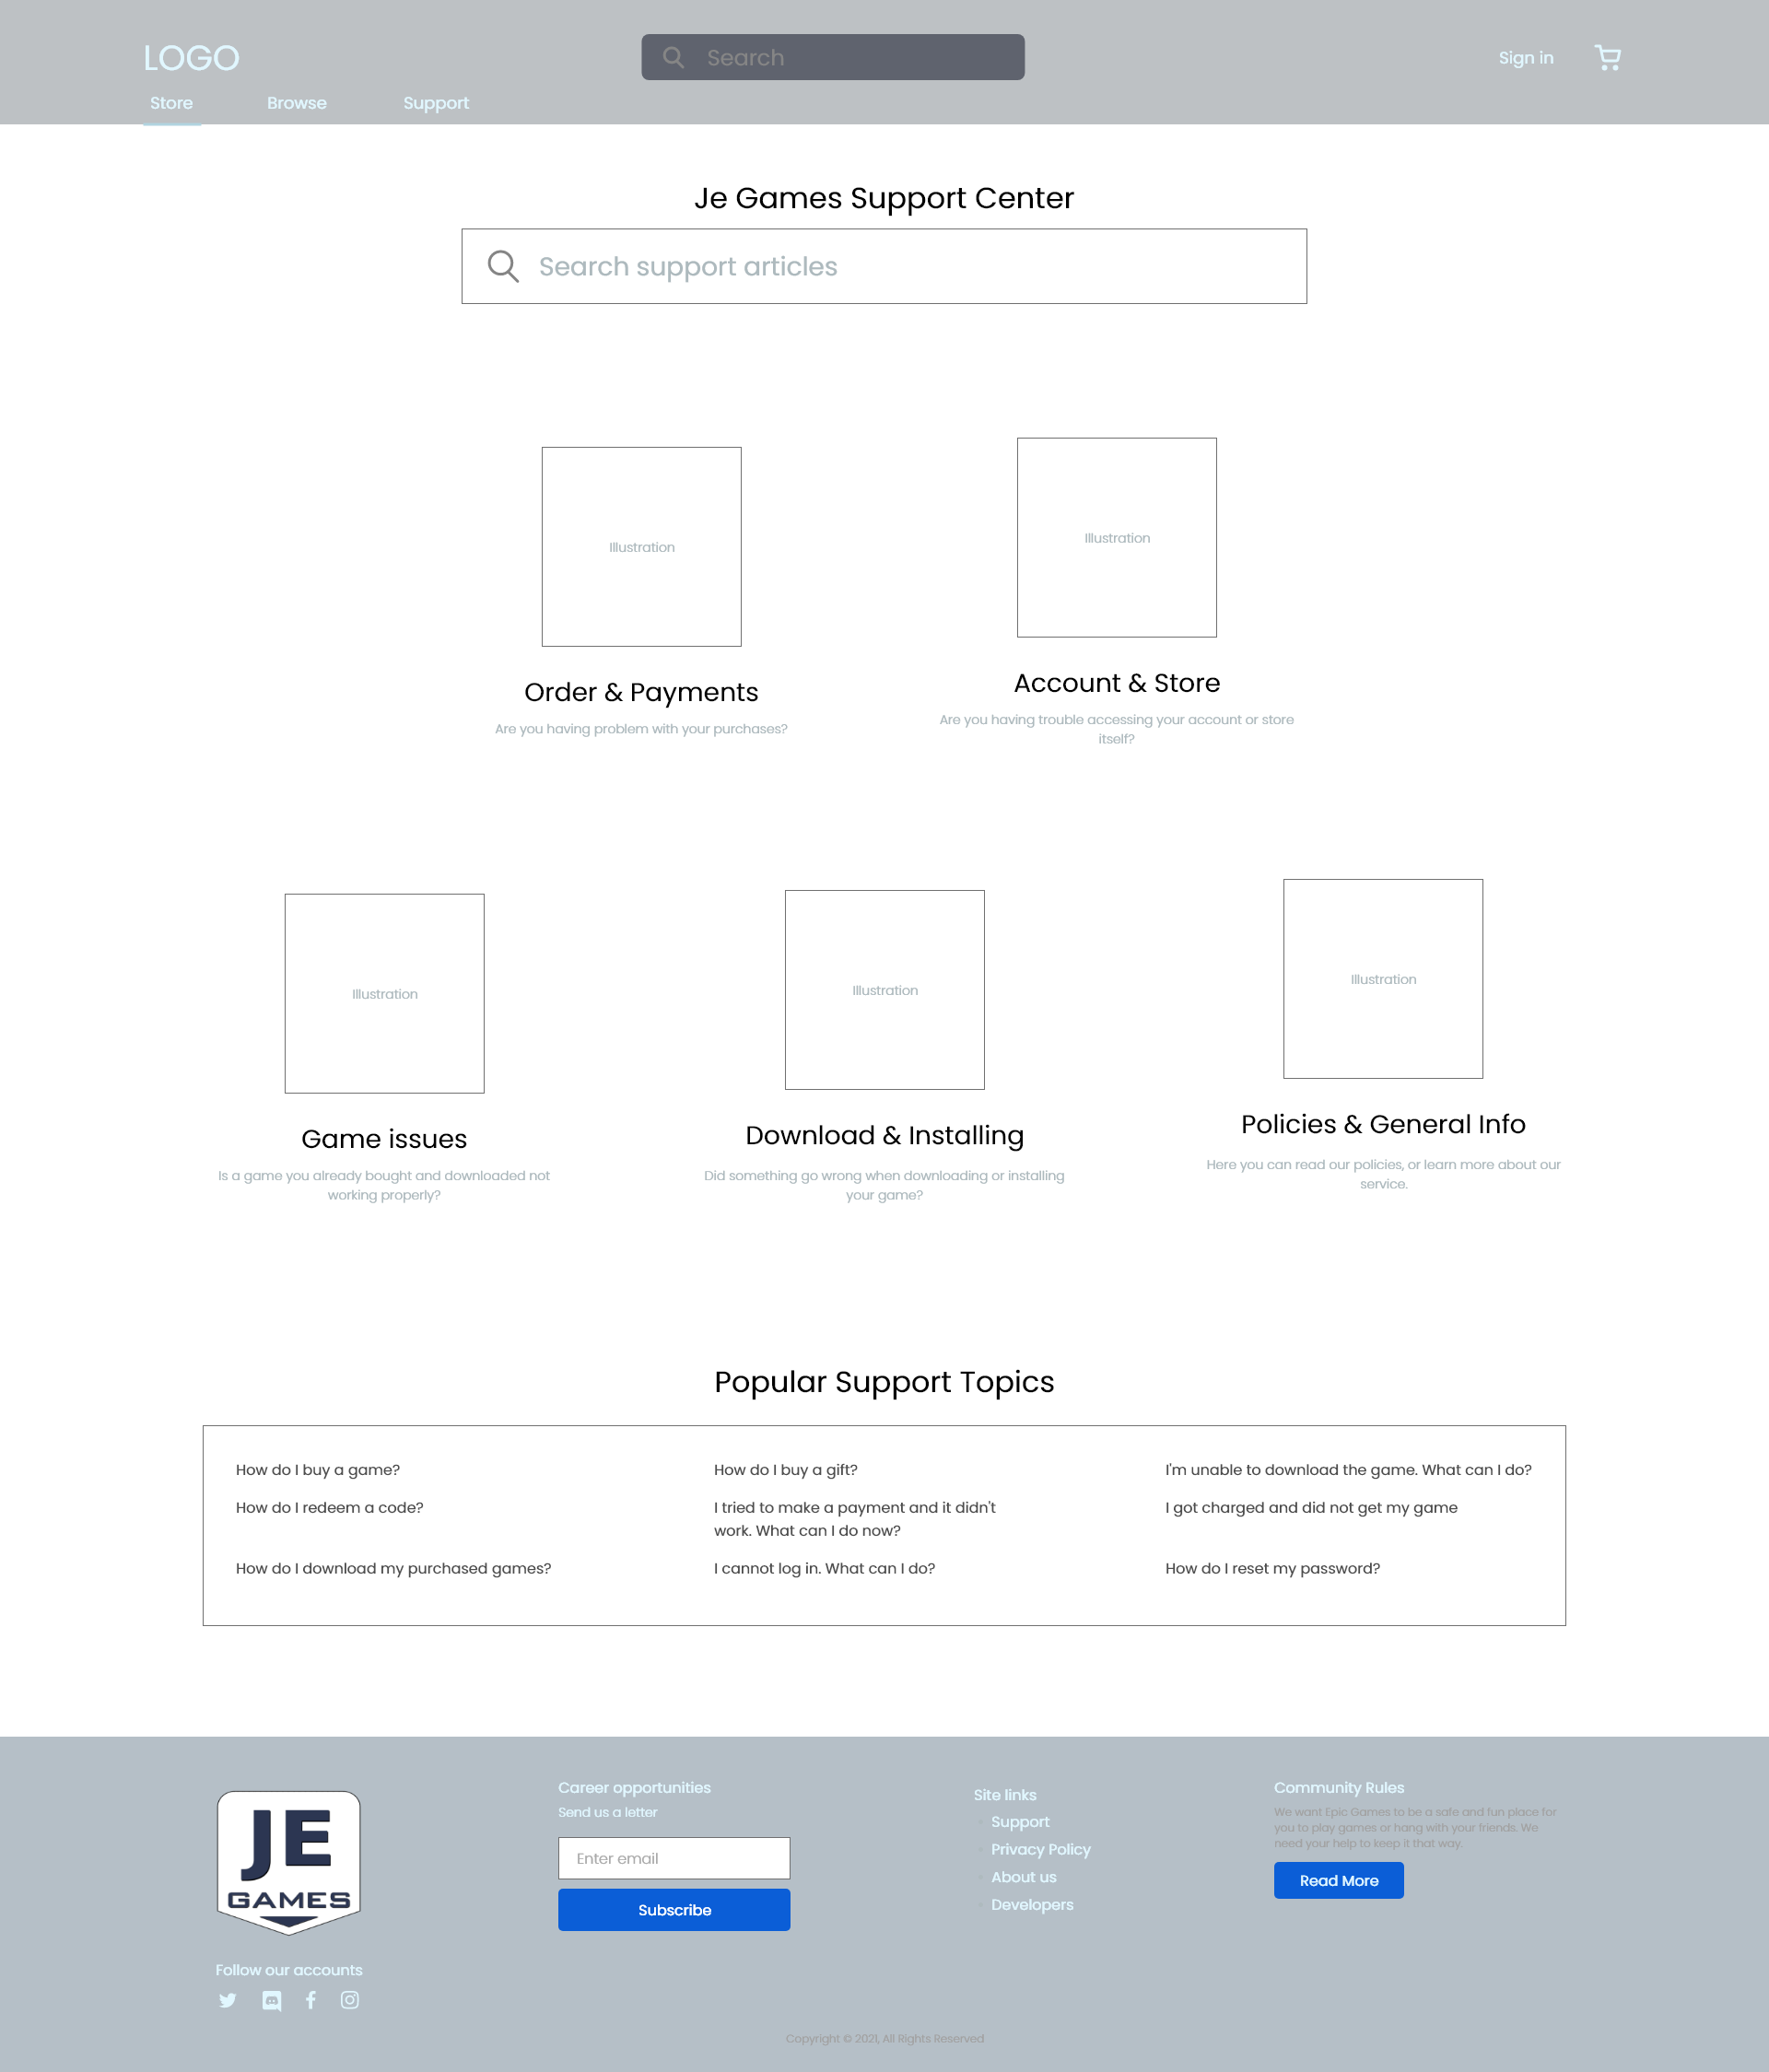 LOGO
Search
Sign in
Store
Browse
Support
Je Games Support Center
Search support articles
Illustration
Order & Payments
Are you having problem with your purchases?
Illustration
Account & Store
Are you having trouble accessing your account or store
itself?
Illustration
Game issues
Is a game you already bought and downloaded not
working properly?
Illustration
Download & Installing
Did something go wrong when downloading or installing
your game?
Illustration
Policies & General Info
Here you can read our policies, or learn more about our
service.
Popular Support Topics
How do I buy a game?
How do I buy a gift?
I'm unable to download the game. What can I do?
How do I redeem a code?
I tried to make a payment and it didn't
work. What can I do now?
I got charged and did not get my game
How do I download my purchased games?
I cannot log in. What can I do?
How do I reset my password?
JE
GAMES
Follow our accounts
Career opportunities
Send us a letter
Enter email
Subscribe
Site links
Support
Privacy Policy
About us
Developers
Community Rules
We want Epic Games to be a safe and fun place for
you to play games or hang with your friends. We
need your help to keep it that way.
Read More
Copyright © 2021, All Rights Reserved